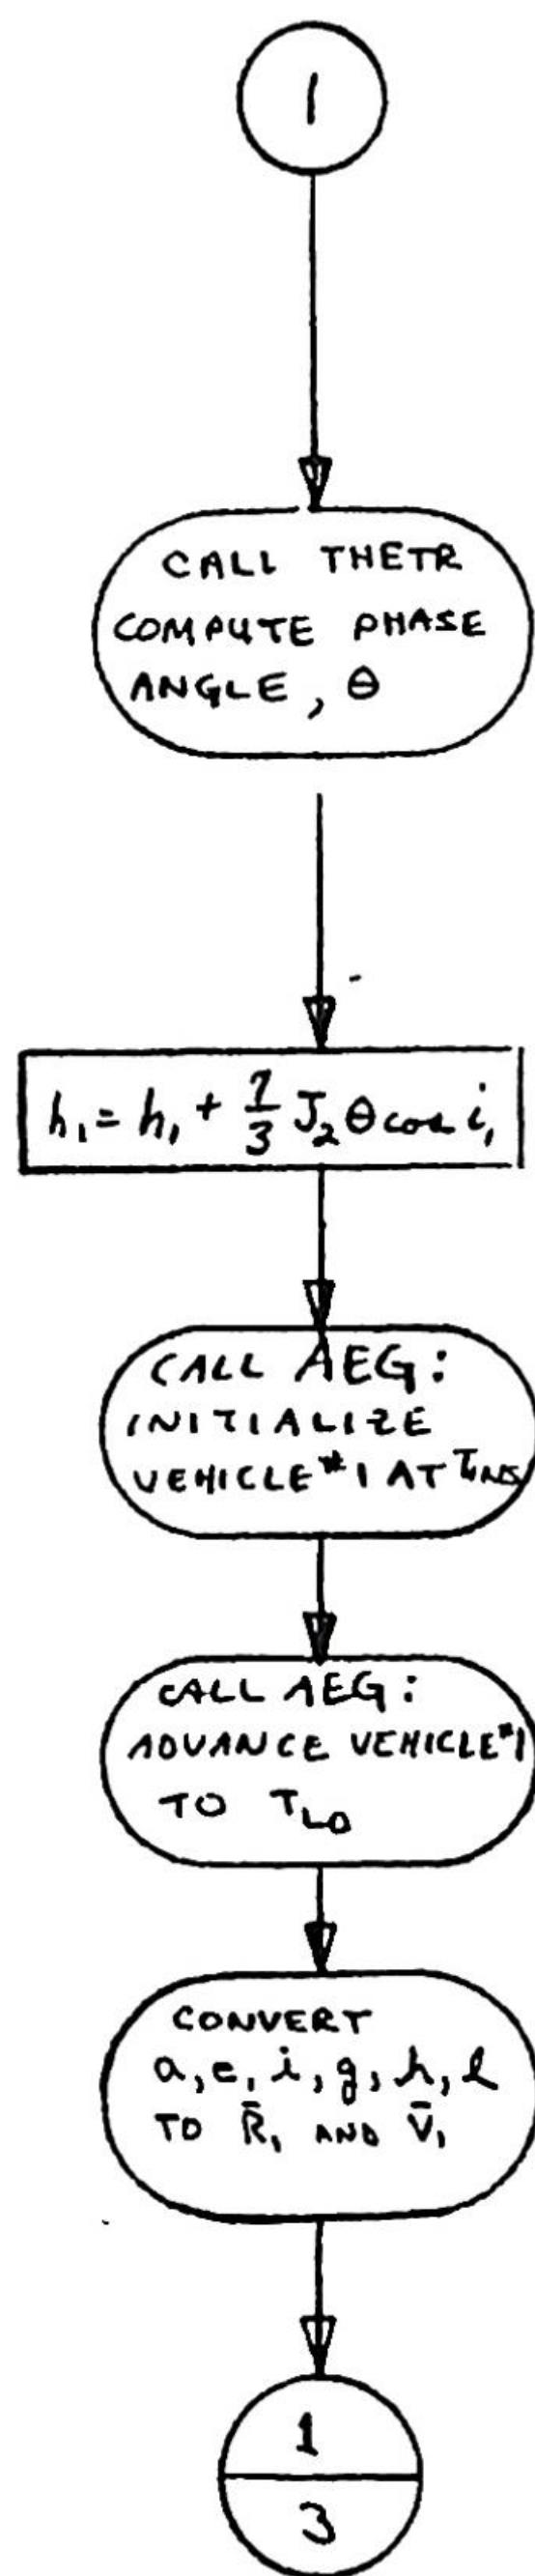 1
CALL THETR
COMPUTE PHASE
ANGLE, θ
h₁ = h₁ + 7/3 J₂ θ cos i₁
CALL AEG:
INITIALIZE
VEHICLE #1 AT
CALL AEG:
ADVANCE VEHICLE #1
TO T_LO
CONVERT
a, e, i, g, h, l
TO R̄₁ AND V̄₁
1
3